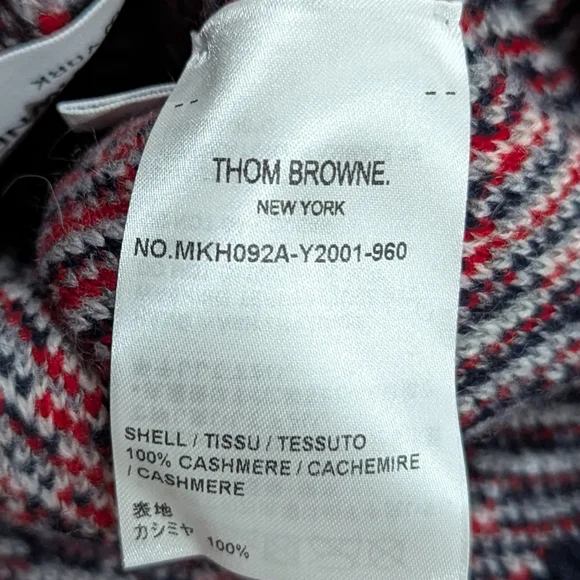 THOM BROWNE.
NEW YORK
NO.MKH092A-Y2001-960
SHELL / TISSU / TESSUTO
100% CASHMERE / CACHEMIRE
/ CASHMERE
表地
カシミヤ 100%
YORK